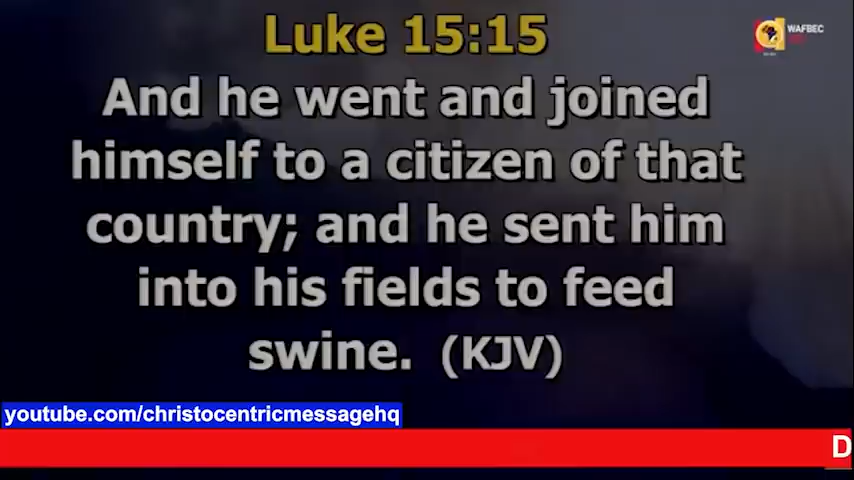 Luke 15:15
WAFBEC
And he went and joined
himself to a citizen of that
country; and he sent him
into his fields to feed
swine. (KJV)
youtube.com/christocentricmessagehq
D